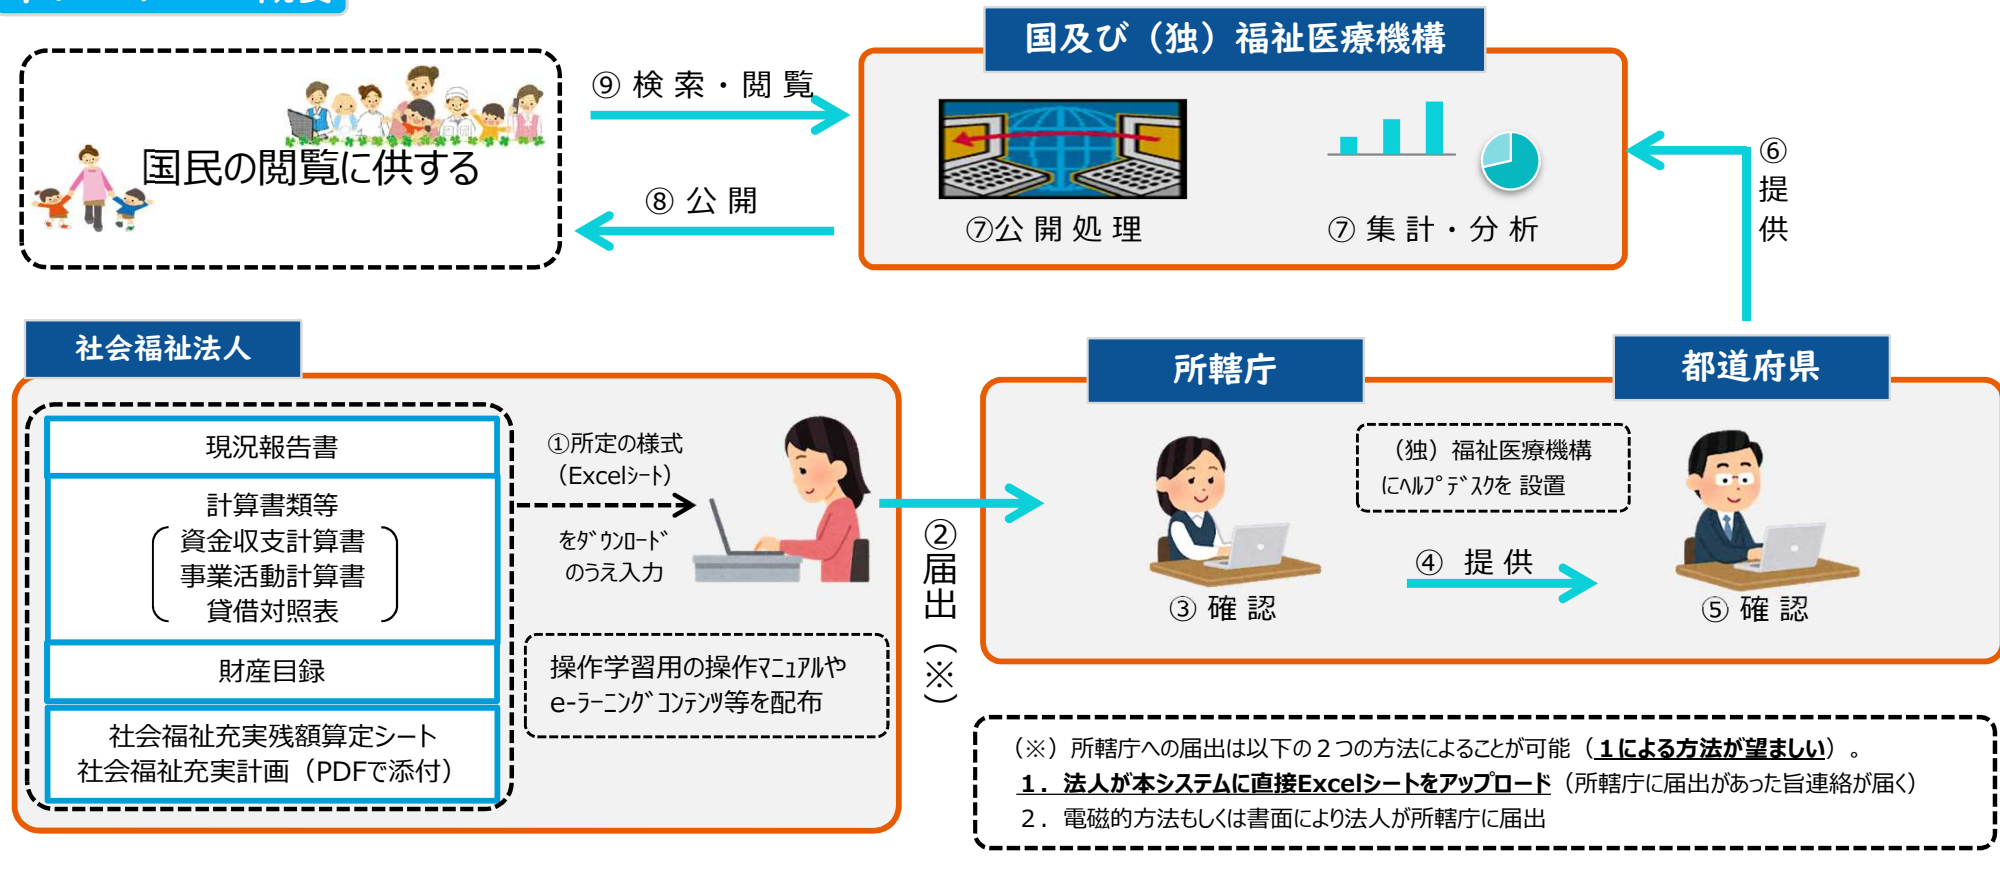 国民の閲覧に供する
⑨検索・閲覧
⑧公開
国及び（独）福祉医療機構
⑦公開処理
⑦集計・分析
⑥提供
社会福祉法人
現況報告書
計算書類等
資金収支計算書
事業活動計算書
貸借対照表
財産目録
社会福祉充実残額算定シート
社会福祉充実計画（PDFで添付）
①所定の様式
（Excelｼｰﾄ）
をﾀﾞｳﾝﾛｰﾄﾞ
のうえ入力
操作学習用の操作ﾏﾆｭｱﾙや
e-ﾗｰﾆﾝｸﾞｺﾝﾃﾝﾂ等を配布
②届出（※）
所轄庁
③確認
（独）福祉医療機構
にﾍﾙﾌﾟﾃﾞｽｸを設置
④提供
都道府県
⑤確認
（※）所轄庁への届出は以下の２つの方法によることが可能（１による方法が望ましい）。
１．法人が本システムに直接Excelシートをアップロード（所轄庁に届出があった旨連絡が届く）
２．電磁的方法もしくは書面により法人が所轄庁に届出